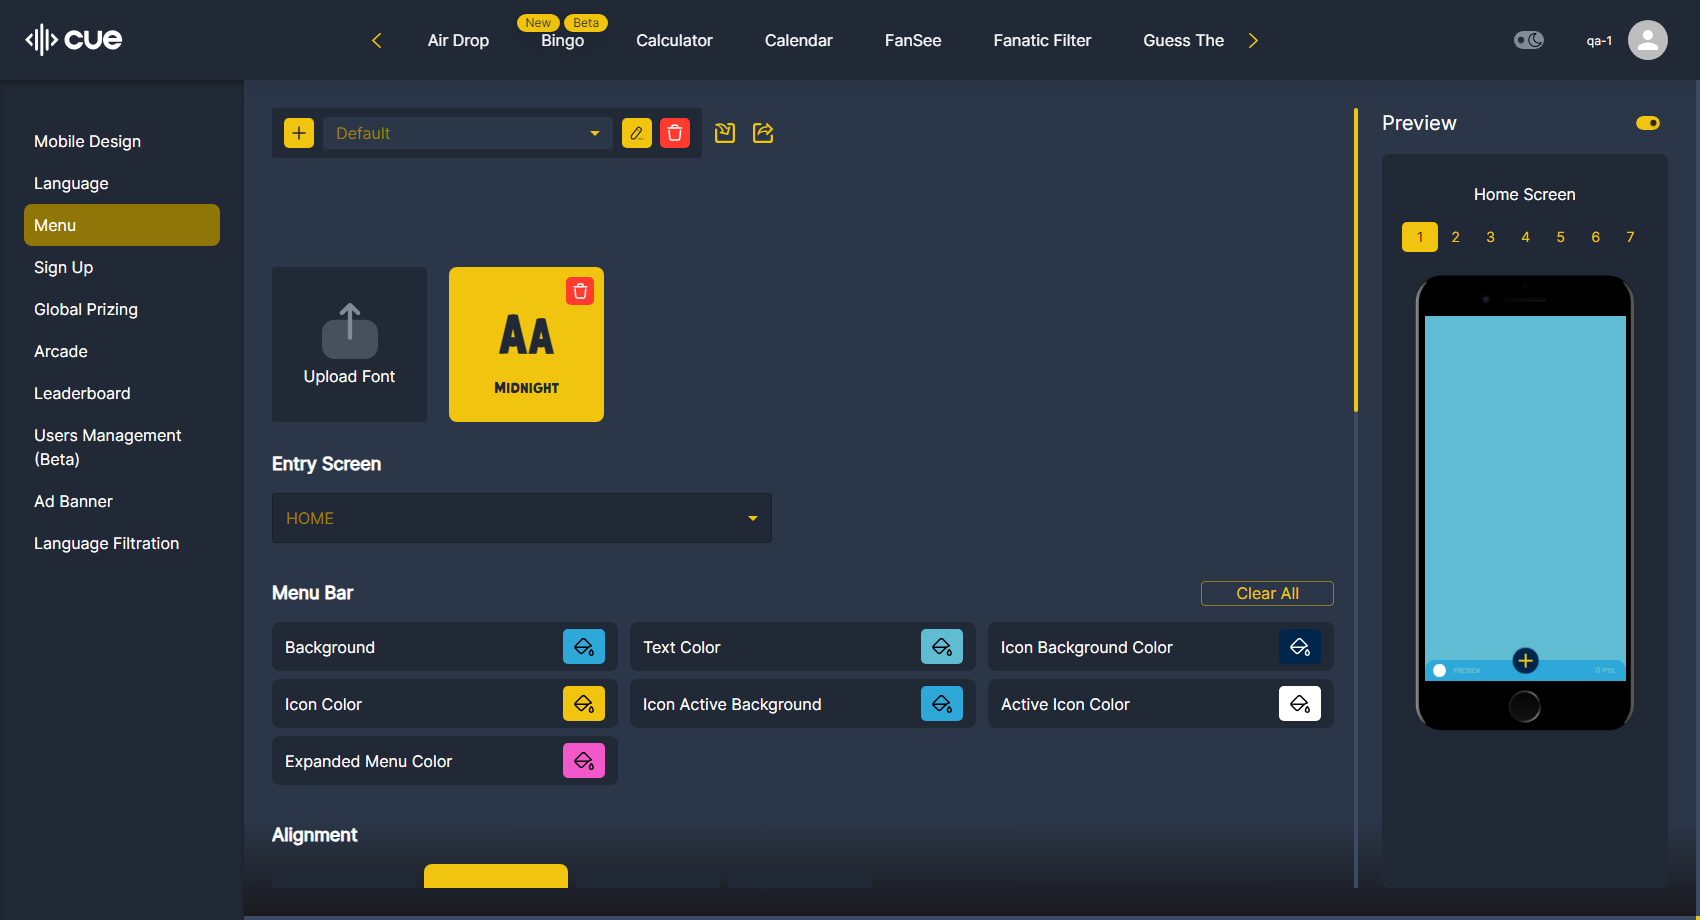 cue
New Beta
Air Drop Bingo Calculator Calendar FanSee Fanatic Filter Guess The
qa-1
Mobile Design
Language
Menu
Sign Up
Global Prizing
Arcade
Leaderboard
Users Management
(Beta)
Ad Banner
Language Filtration
Default
Upload Font
AA
MIDNIGHT
Entry Screen
HOME
Menu Bar
Clear All
Background
Text Color
Icon Background Color
Icon Color
Icon Active Background
Active Icon Color
Expanded Menu Color
Alignment
Preview
Home Screen
1 2 3 4 5 6 7
PREVIEW 0 PTS